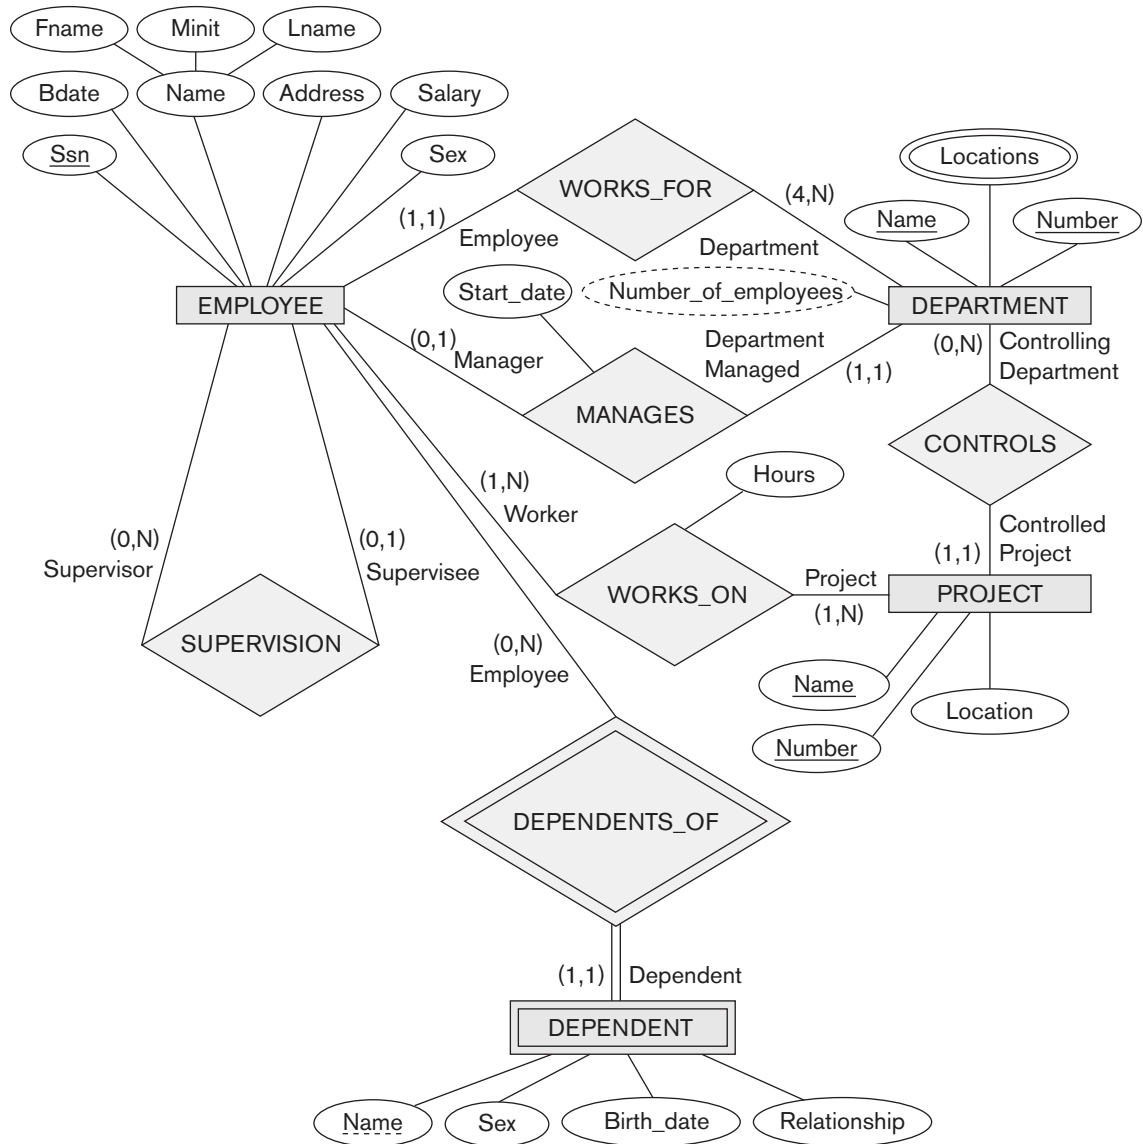 Fname
Minit
Lname
Bdate
Name
Address
Salary
Ssn
Sex
WORKS_FOR
Locations
(4,N)
(1,1)
Employee
Department
Name
Number
Start_date
Number_of_employees
EMPLOYEE
DEPARTMENT
(0,1)
Manager
Department
Managed
(1,1)
(0,N)
Controlling
Department
MANAGES
CONTROLS
Hours
(1,N)
Worker
(0,N)
Supervisor
(0,1)
Supervisee
Controlled
Project
(1,1)
WORKS_ON
Project
(1,N)
PROJECT
SUPERVISION
(0,N)
Employee
Name
Location
Number
DEPENDENTS_OF
(1,1)
Dependent
DEPENDENT
Name
Sex
Birth_date
Relationship